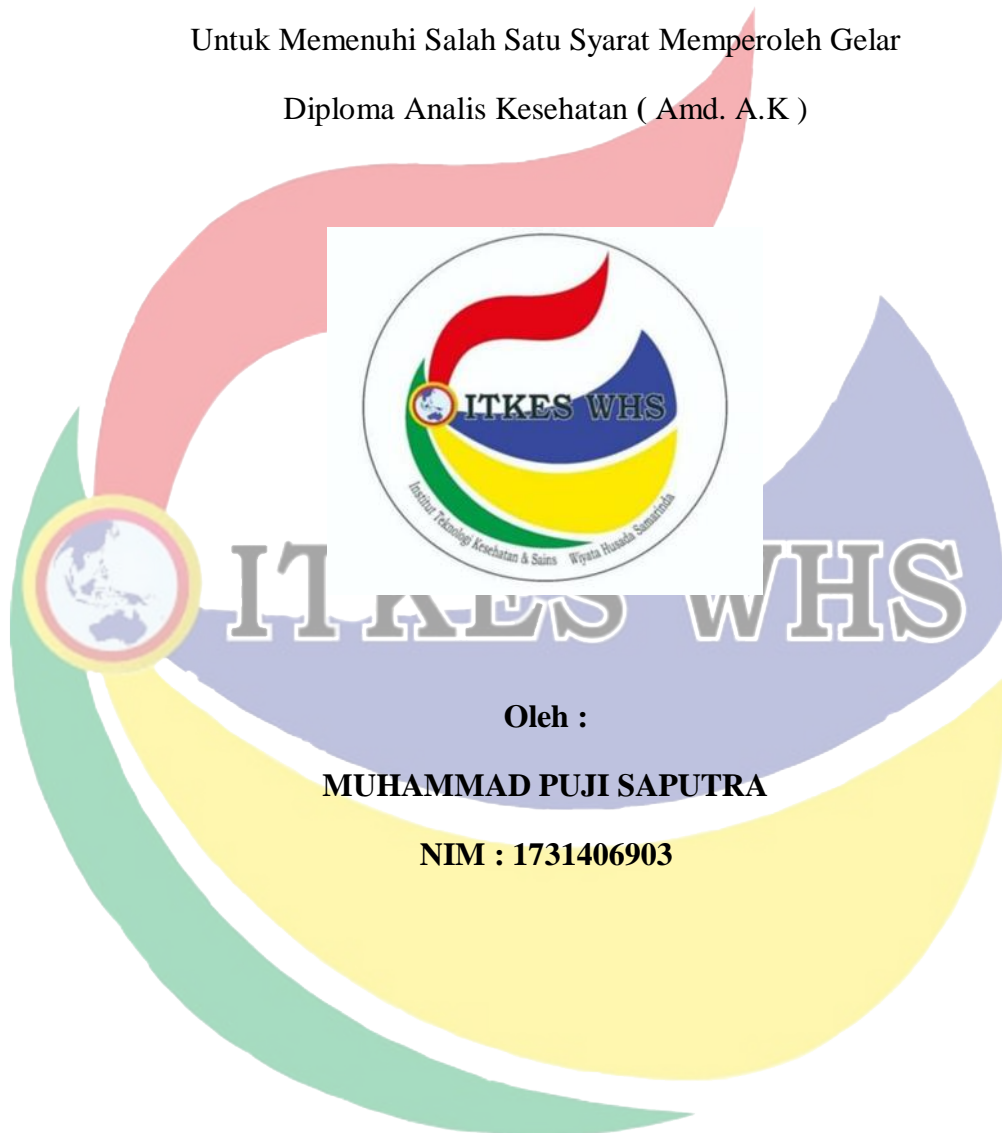 Untuk Memenuhi Salah Satu Syarat Memperoleh Gelar
Diploma Analis Kesehatan ( Amd. A.K )
ITKES WHS
Institut Teknologi Kesehatan & Sains Wiyata Husada Samarinda
ITKES WHS
Oleh :
MUHAMMAD PUJI SAPUTRA
NIM : 1731406903